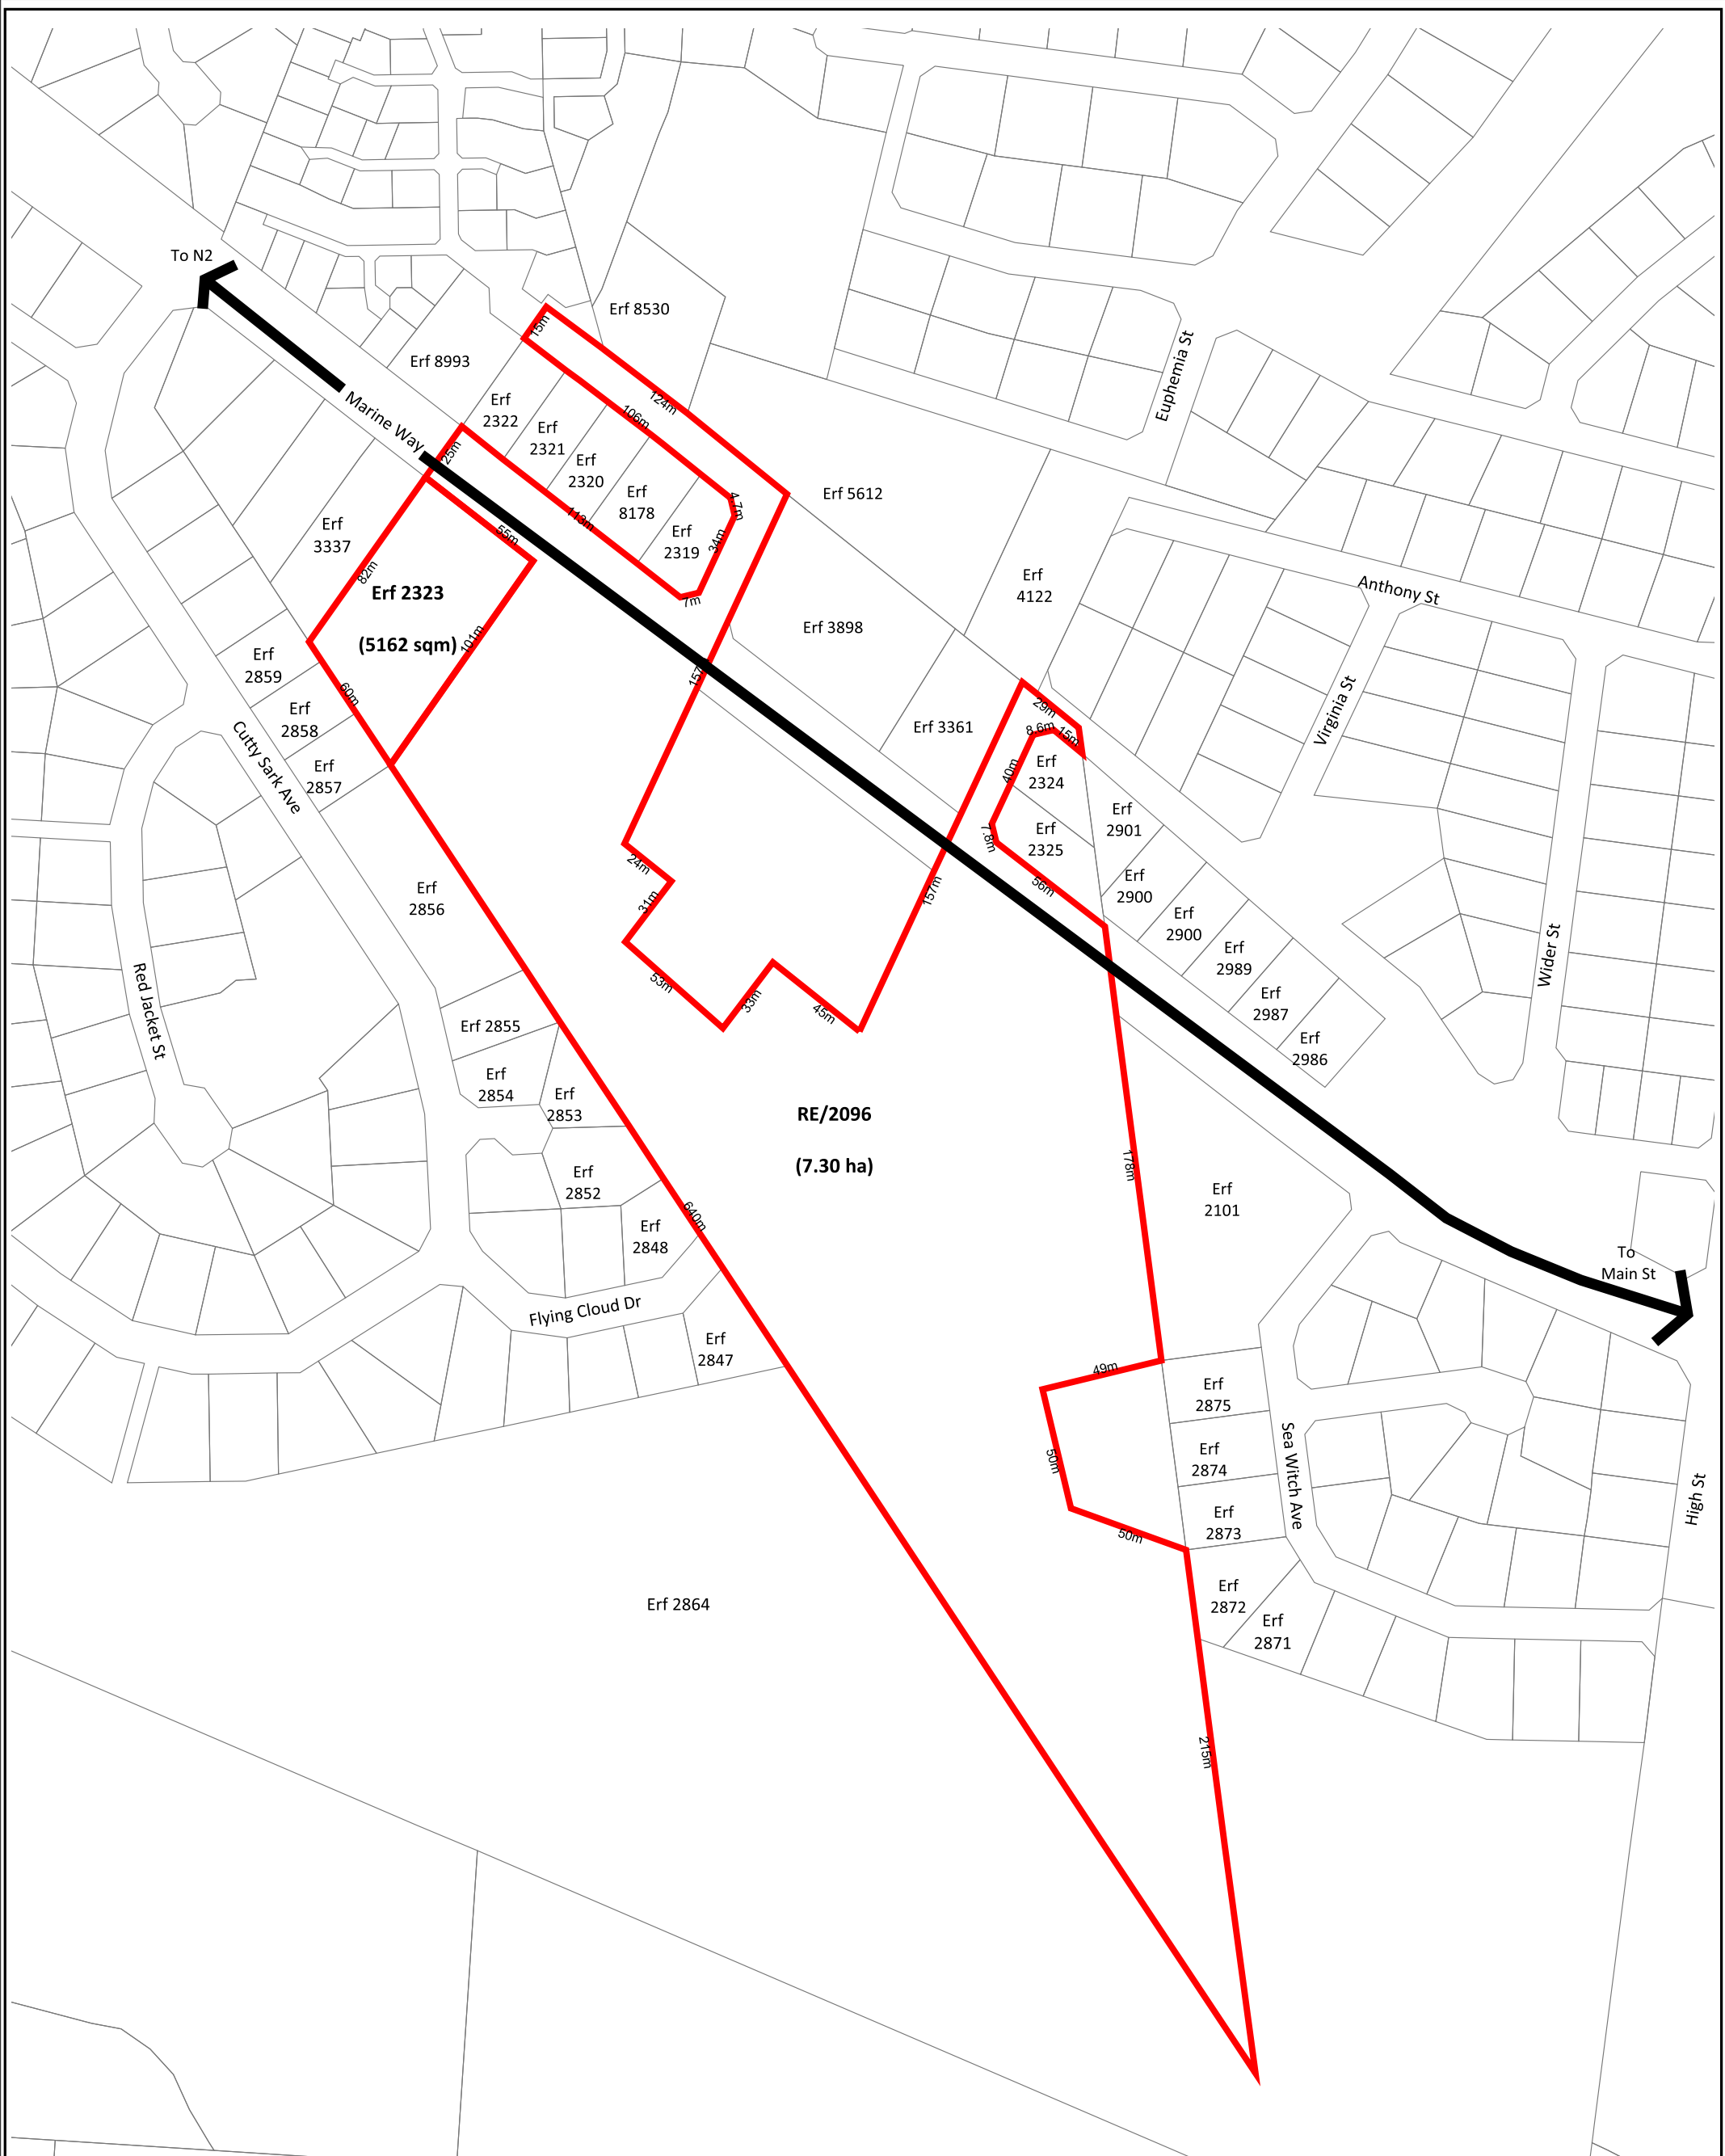 To N2
Erf 8530
Erf 8993
Marine Way
Euphemia St
15m
124m
106m
Erf
2322
Erf
2321
Erf
2320
Erf
8178
Erf
2319
25m
113m
4.7m
34m
7m
Erf 5612
Erf
3337
55m
82m
Erf 2323
(5162 sqm)
101m
60m
Erf
4122
Anthony St
Erf 3898
Erf
2859
Erf
2858
Erf
2857
Cutty Sark Ave
Erf 3361
29m
8.6m
15m
Erf
2324
40m
Erf
2325
7.8m
56m
Virginia St
Erf
2901
Erf
2900
Erf
2900
Erf
2989
Erf
2987
Erf
2986
Wider St
Erf
2856
24m
31m
53m
33m
45m
157m
Red Jacket St
Erf 2855
Erf
2854
Erf
2853
RE/2096
(7.30 ha)
178m
Erf
2852
Erf
2848
640m
Erf
2101
To
Main St
Flying Cloud Dr
Erf
2847
49m
50m
50m
Erf
2875
Erf
2874
Erf
2873
Sea Witch Ave
High St
Erf
2872
Erf
2871
Erf 2864
215m